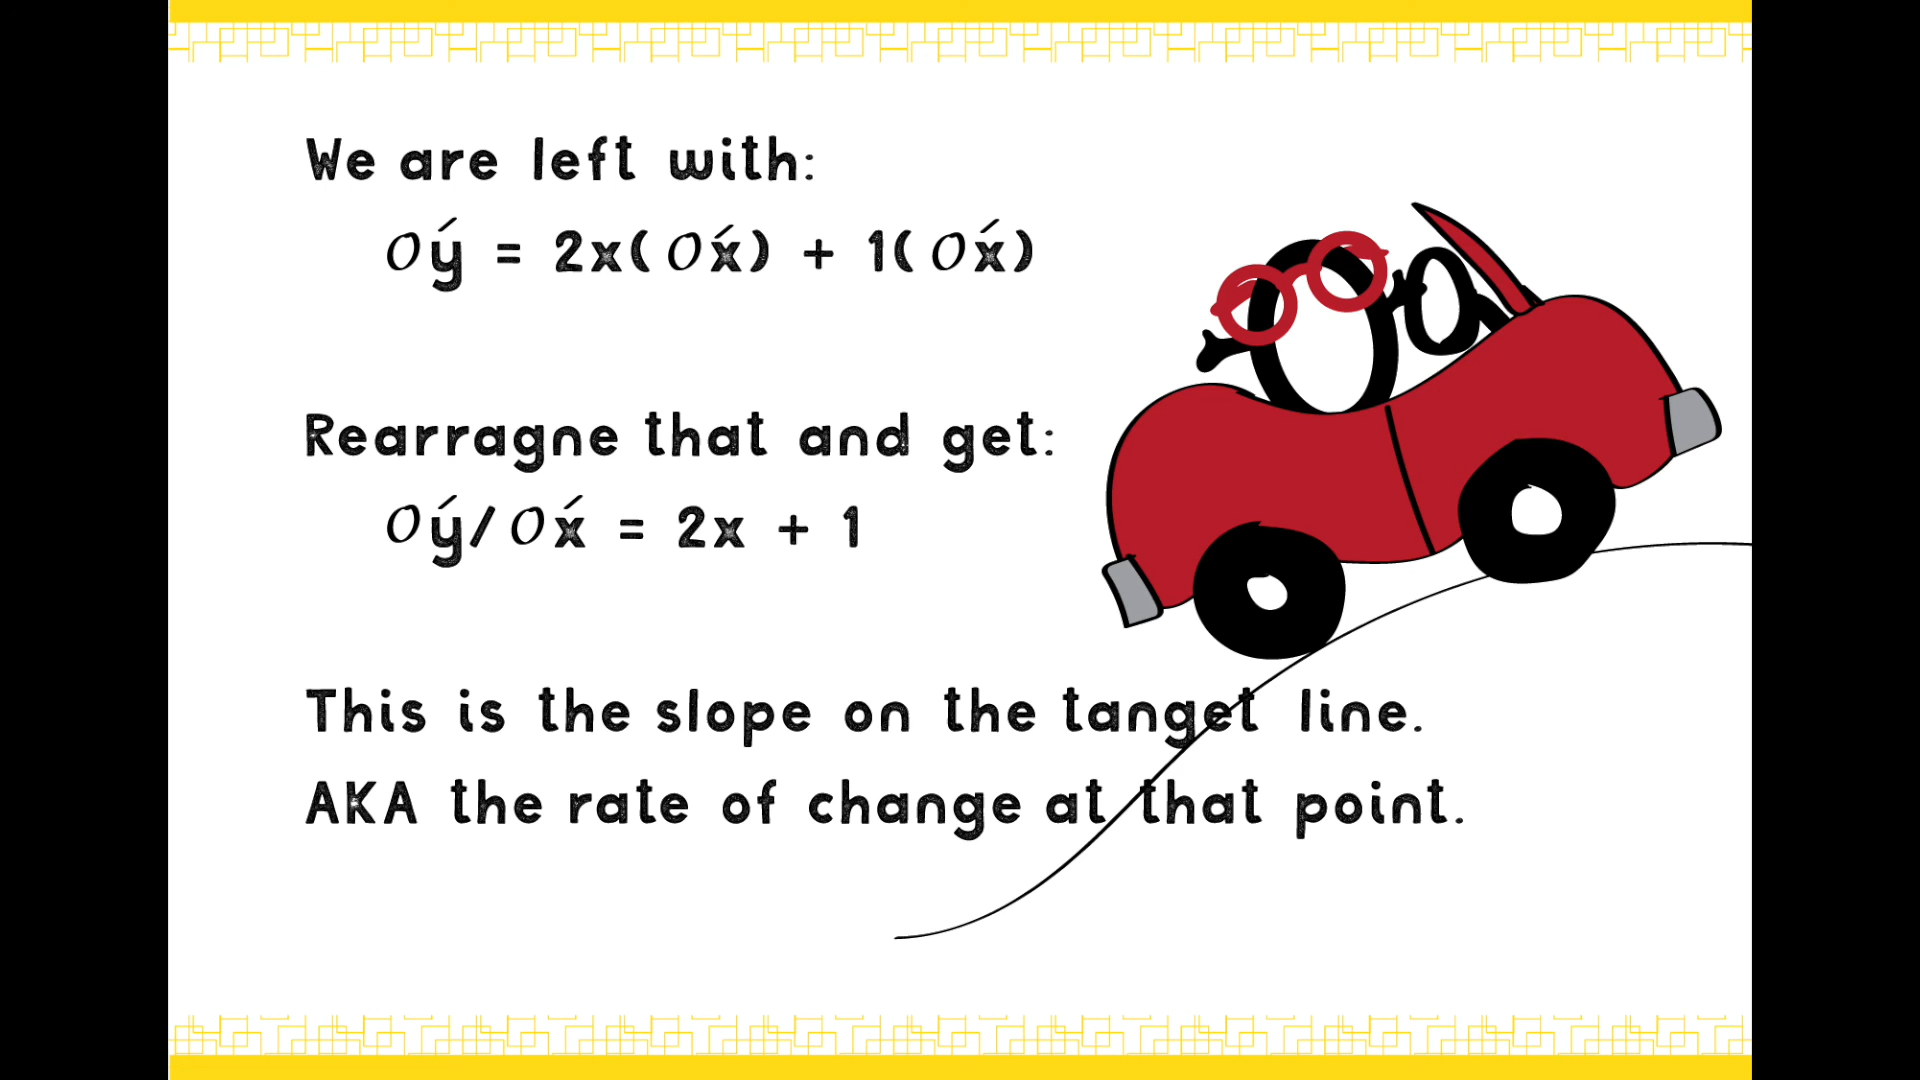 We are left with:
Oý = 2x(Ox́) + 1(Ox́)
Rearragne that and get:
Oý/Ox́ = 2x + 1
This is the slope on the tanget line.
AKA the rate of change at that point.